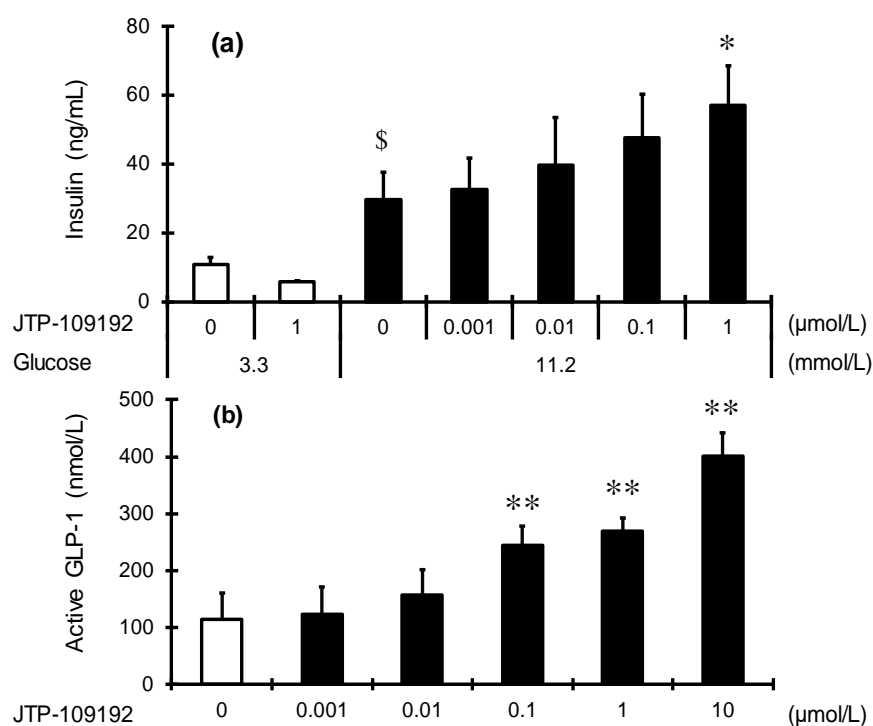 (a)
Insulin (ng/mL)
80
60
40
20
0
$
*
JTP-109192 0 1 0 0.001 0.01 0.1 1 (μmol/L)
Glucose 3.3 11.2 (mmol/L)
(b)
Active GLP-1 (nmol/L)
500
400
300
200
100
0
** ** **
JTP-109192 0 0.001 0.01 0.1 1 10 (μmol/L)